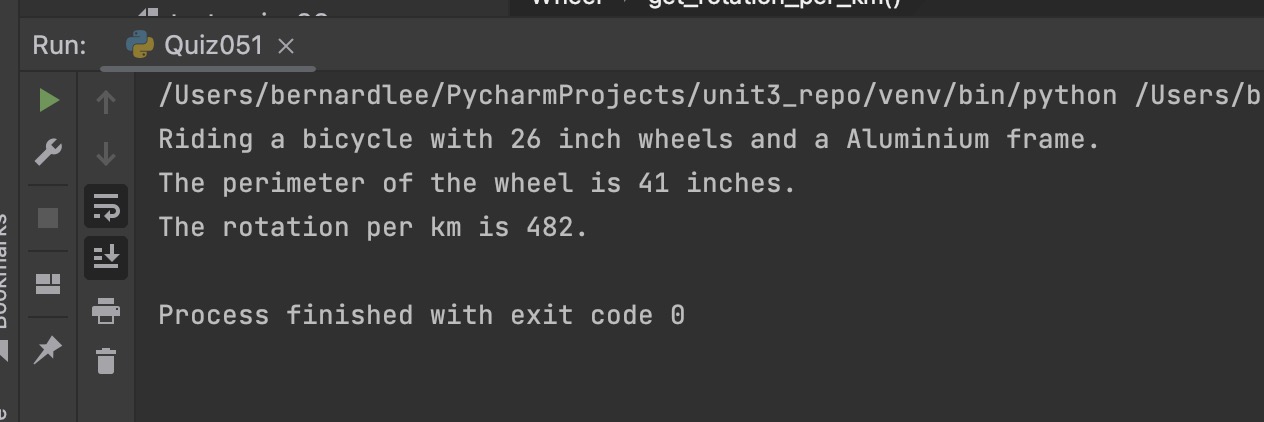 get_rotation_per_km()
Run: Quiz051
/Users/bernardlee/PycharmProjects/unit3_repo/venv/bin/python /Users/b
Riding a bicycle with 26 inch wheels and a Aluminium frame.
The perimeter of the wheel is 41 inches.
The rotation per km is 482.
Process finished with exit code 0
Bookmarks